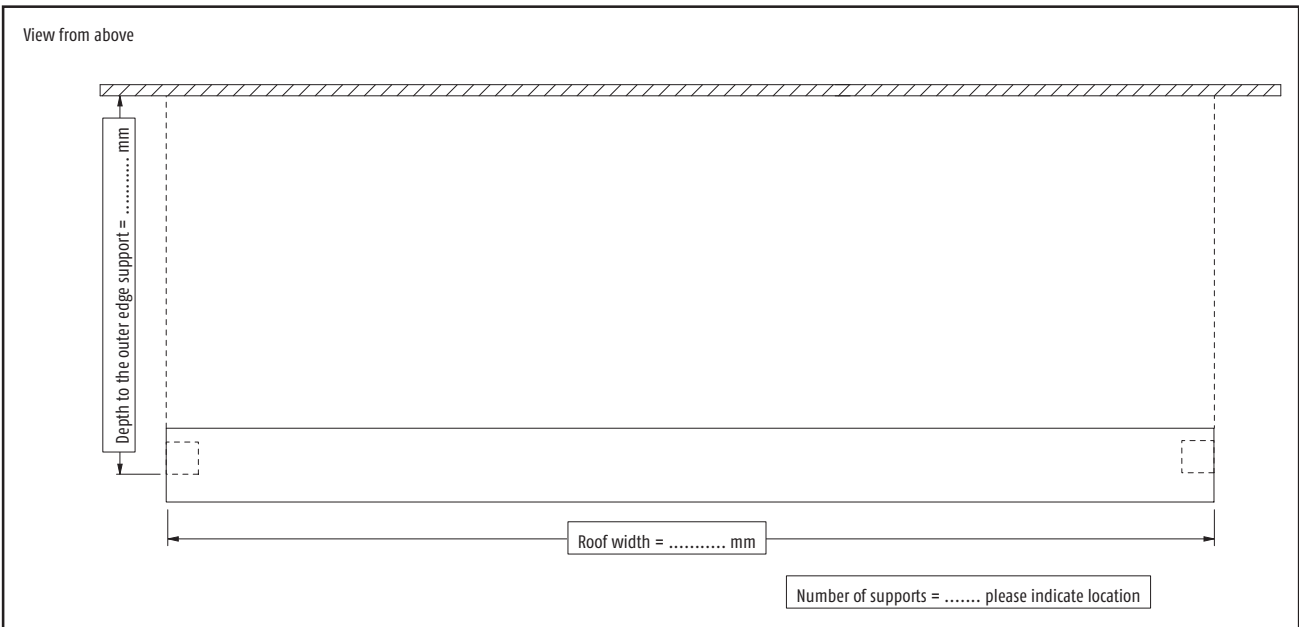 View from above
Depth to the outer edge support = ........... mm
Roof width = ........... mm
Number of supports = ....... please indicate location